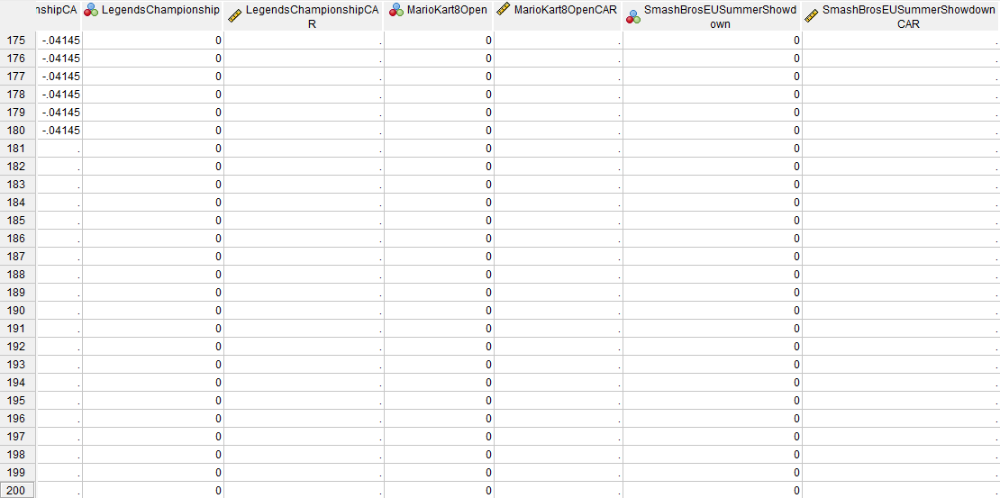 nshipCA LegendsChampionship LegendsChampionshipCA MarioKart8Open MarioKart8OpenCAR SmashBrosEUSummerShowd SmashBrosEUSummerShowdown
R own CAR
175 -.04145 0 . 0 . 0 .
176 -.04145 0 . 0 . 0 .
177 -.04145 0 . 0 . 0 .
178 -.04145 0 . 0 . 0 .
179 -.04145 0 . 0 . 0 .
180 -.04145 0 . 0 . 0 .
181 . 0 . 0 . 0 .
182 . 0 . 0 . 0 .
183 . 0 . 0 . 0 .
184 . 0 . 0 . 0 .
185 . 0 . 0 . 0 .
186 . 0 . 0 . 0 .
187 . 0 . 0 . 0 .
188 . 0 . 0 . 0 .
189 . 0 . 0 . 0 .
190 . 0 . 0 . 0 .
191 . 0 . 0 . 0 .
192 . 0 . 0 . 0 .
193 . 0 . 0 . 0 .
194 . 0 . 0 . 0 .
195 . 0 . 0 . 0 .
196 . 0 . 0 . 0 .
197 . 0 . 0 . 0 .
198 . 0 . 0 . 0 .
199 . 0 . 0 . 0 .
200 . 0 . 0 . 0 .